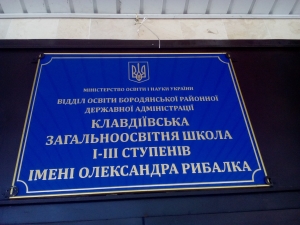 МІНІСТЕРСТВО ОСВІТИ І НАУКИ УКРАЇНИ
ВІДДІЛ ОСВІТИ БОРОДЯНСЬКОЇ РАЙОННОЇ
ДЕРЖАВНОЇ АДМІНІСТРАЦІЇ
КЛАВДІЇВСЬКА
ЗАГАЛЬНООСВІТНЯ ШКОЛА
І-ІІІ СТУПЕНІВ
ІМЕНІ ОЛЕКСАНДРА РИБАЛКА